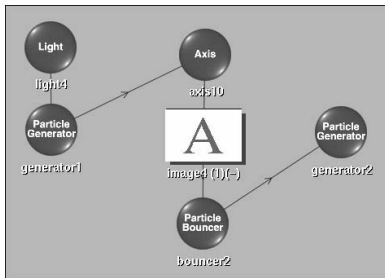 Light
light4
Axis
axis10
Particle
Generator
generator1
A
image4 (1)(–)
Particle
Generator
generator2
Particle
Bouncer
bouncer2